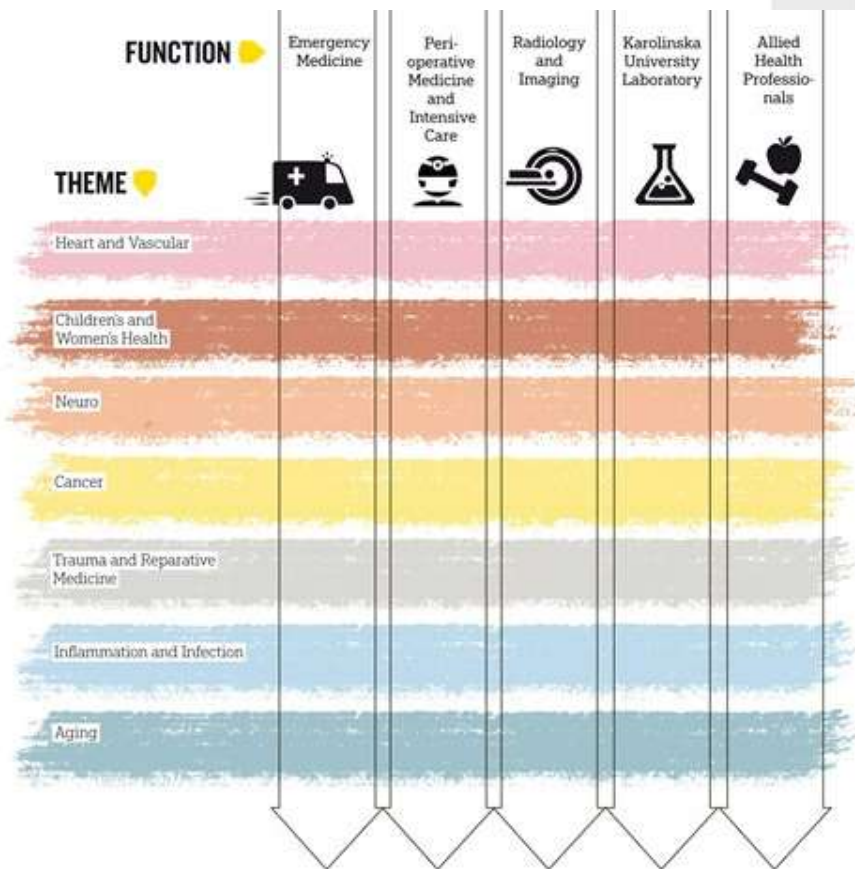 FUNCTION
Emergency
Medicine
Peri-
operative
Medicine
and
Intensive
Care
Radiology
and
Imaging
Karolinska
University
Laboratory
Allied
Health
Professio-
nals
THEME
Heart and Vascular
Children's and
Women's Health
Neuro
Cancer
Trauma and Reparative
Medicine
Inflammation and Infection
Aging